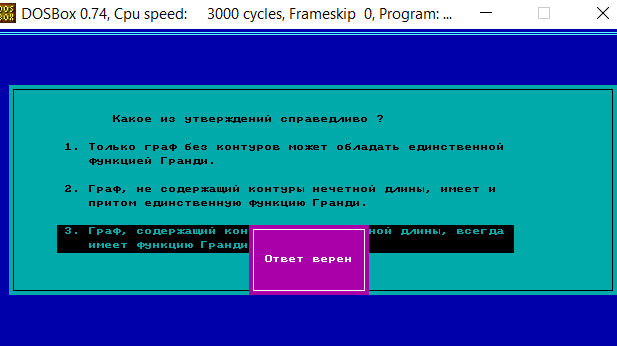 DOS
BOX
DOSBox 0.74, Cpu speed: 3000 cycles, Frameskip 0, Program: ...
Какое из утверждений справедливо ?
1. Только граф без контуров может обладать единственной
функцией Гранди.
2. Граф, не содержащий контуры нечетной длины, имеет и
притом единственную функцию Гранди.
3. Граф, содержащий кон ной длины, всегда
имеет функцию Гранди
Ответ верен